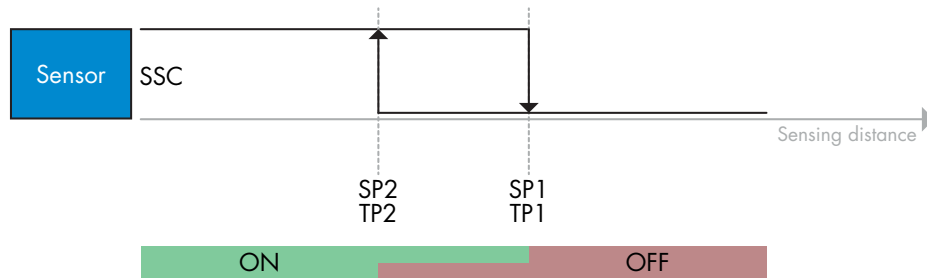 Sensor
SSC
Sensing distance
SP2
TP2
SP1
TP1
ON
OFF